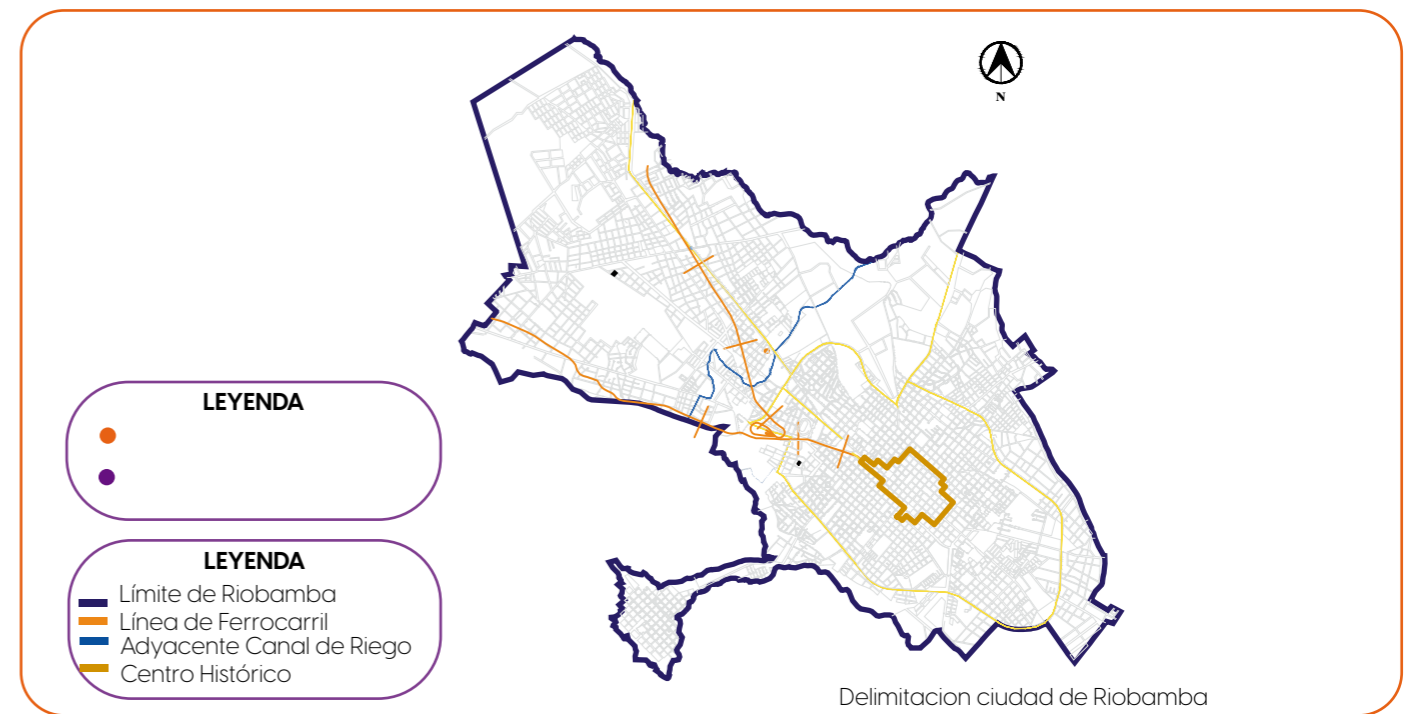 N
LEYENDA
LEYENDA
Límite de Riobamba
Línea de Ferrocarril
Adyacente Canal de Riego
Centro Histórico
Delimitacion ciudad de Riobamba